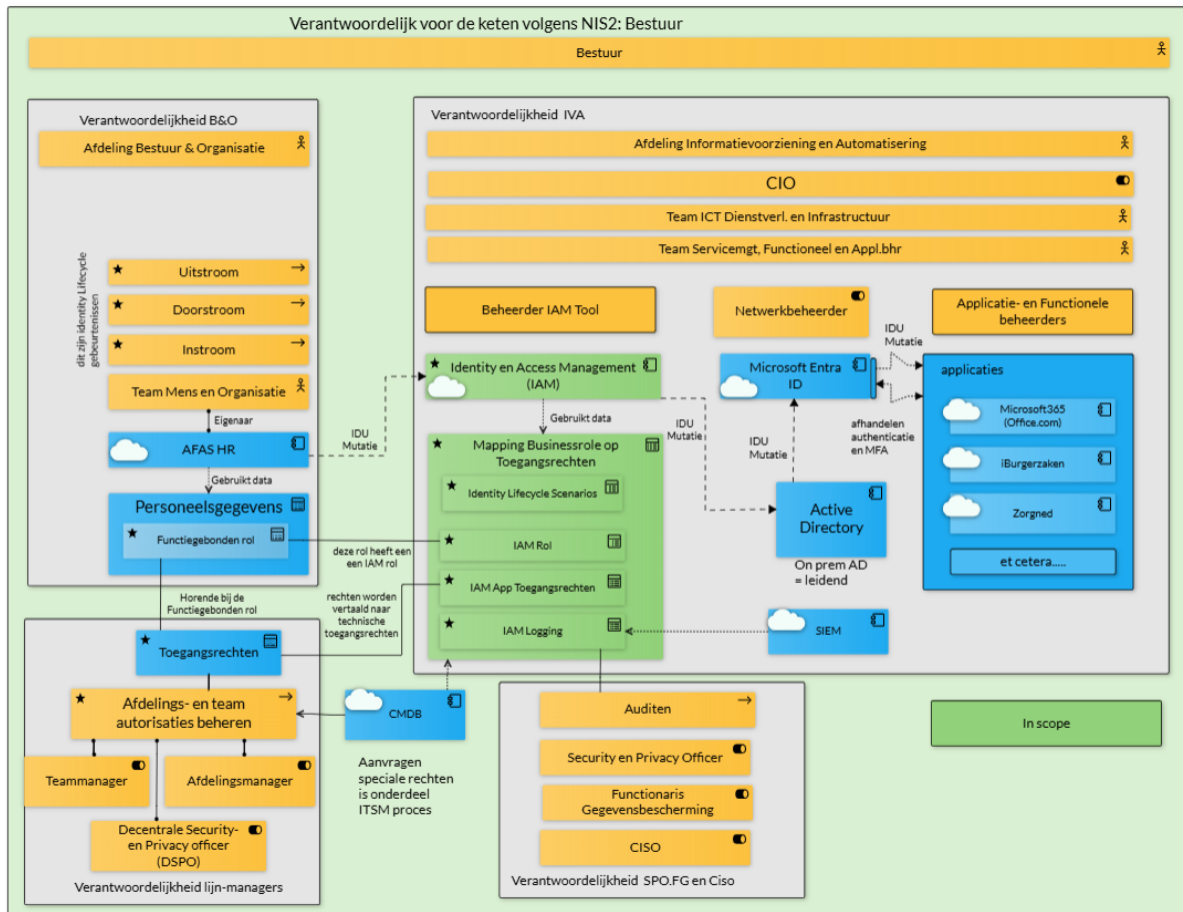 Verantwoordelijk voor de keten volgens NIS2: Bestuur
Bestuur
Verantwoordelijkheid B&O
Afdeling Bestuur & Organisatie
dit zijn identity Lifecycle
gebeurtenissen
Uitstroom
Doorstroom
Instroom
Team Mens en Organisatie
Eigenaar
AFAS HR
Gebruikt data
Personeelsgegevens
Functiegebonden rol
Horende bij de
Functiegebonden rol
IDU
Mutatie
deze rol heeft een
een IAM rol
rechten worden
vertaald naar
technische
toegangsrechten
Verantwoordelijkheid IVA
Afdeling Informatievoorziening en Automatisering
CIO
Team ICT Dienstverl. en Infrastructuur
Team Servicemgt, Functioneel en Appl.bhr
Beheerder IAM Tool
Netwerkbeheerder
Applicatie- en Functionele
beheerders
Identity en Access Management
(IAM)
Gebruikt data
Mapping Businessrole op
Toegangsrechten
Identity Lifecycle Scenarios
IAM Rol
IAM App Toegangsrechten
IAM Logging
IDU
Mutatie
Microsoft Entra
ID
IDU
Mutatie
IDU
Mutatie
afhandelen
authenticatie
en MFA
Active
Directory
On prem AD
= leidend
SIEM
applicaties
Microsoft365
(Office.com)
iBurgerzaken
Zorgned
et cetera.....
Toegangsrechten
Afdelings- en team
autorisaties beheren
Teammanager
Afdelingsmanager
Decentrale Security-
en Privacy officer
(DSPO)
Verantwoordelijkheid lijn-managers
CMDB
Aanvragen
speciale rechten
is onderdeel
ITSM proces
Auditen
Security en Privacy Officer
Functionaris
Gegevensbescherming
CISO
Verantwoordelijkheid SPO.FG en Ciso
In scope